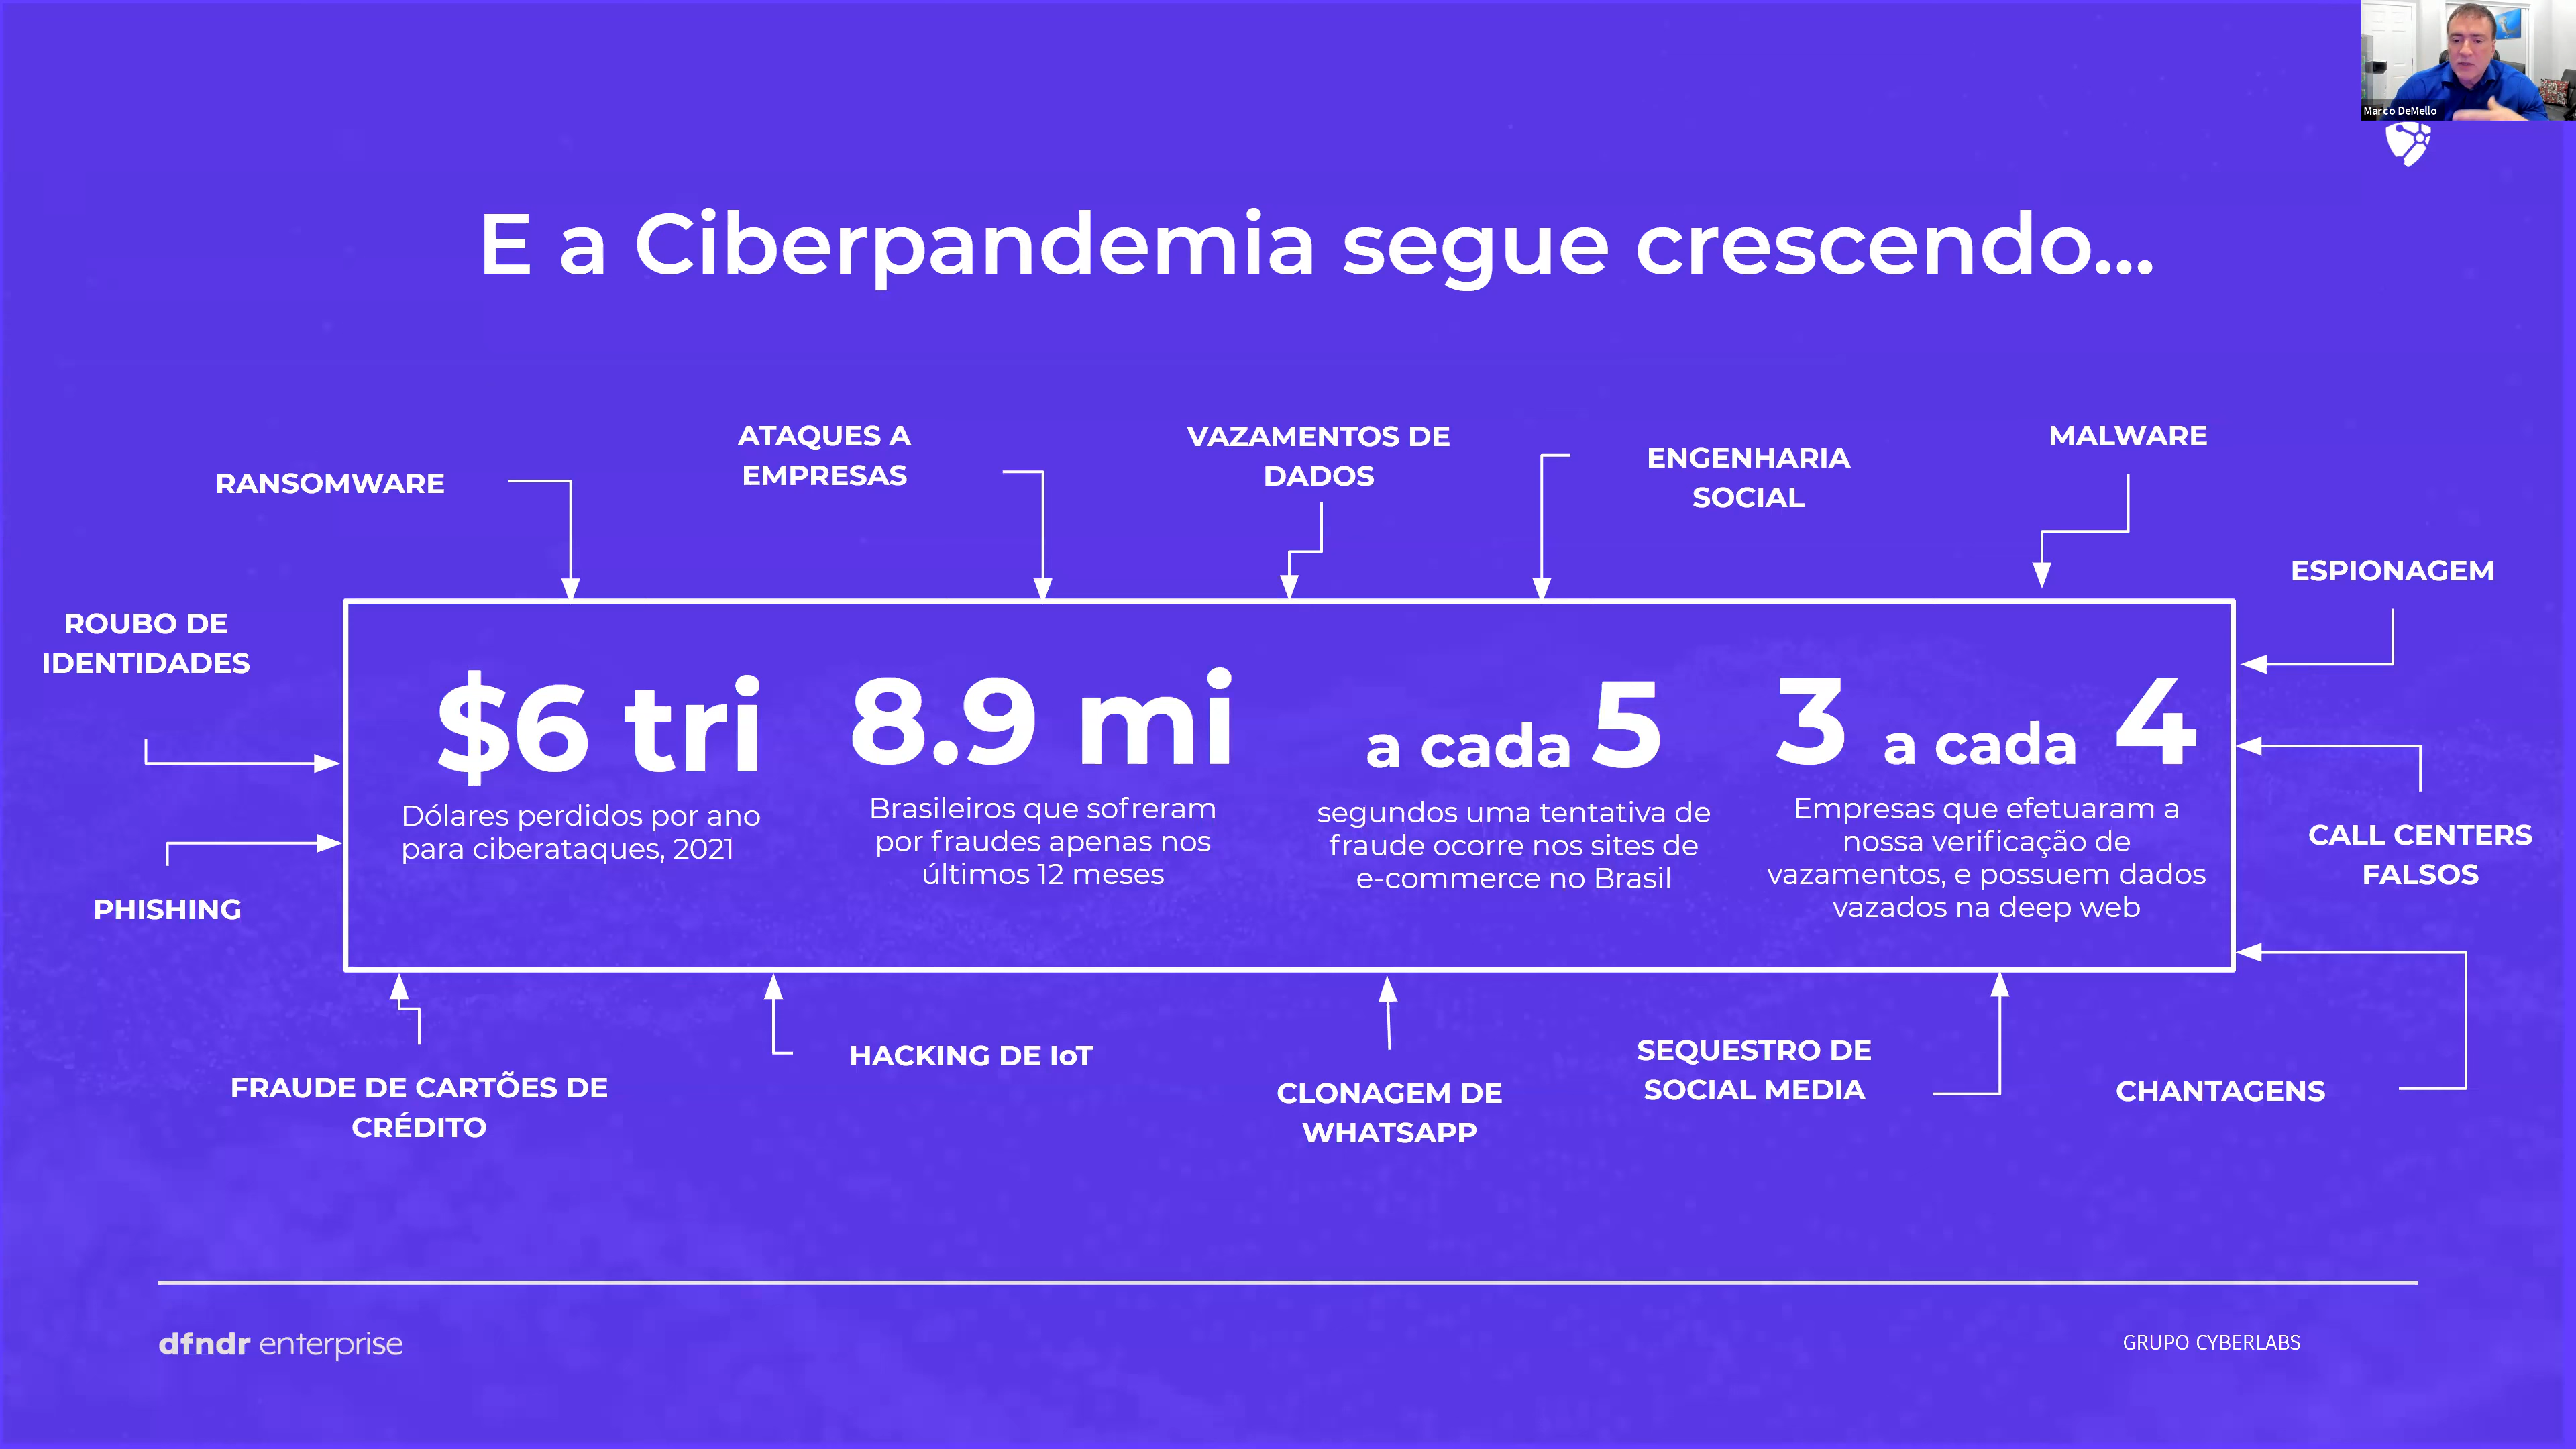 Marco DeMello
E a Ciberpandemia segue crescendo...
RANSOMWARE
ATAQUES A
EMPRESAS
VAZAMENTOS DE
DADOS
ENGENHARIA
SOCIAL
MALWARE
ESPIONAGEM
ROUBO DE
IDENTIDADES
PHISHING
$6 tri
Dólares perdidos por ano
para ciberataques, 2021
8.9 mi
Brasileiros que sofreram
por fraudes apenas nos
últimos 12 meses
a cada 5
segundos uma tentativa de
fraude ocorre nos sites de
e-commerce no Brasil
3 a cada 4
Empresas que efetuaram a
nossa verificação de
vazamentos, e possuem dados
vazados na deep web
CALL CENTERS
FALSOS
FRAUDE DE CARTÕES DE
CRÉDITO
HACKING DE IoT
CLONAGEM DE
WHATSAPP
SEQUESTRO DE
SOCIAL MEDIA
CHANTAGENS
dfndr enterprise
GRUPO CYBERLABS